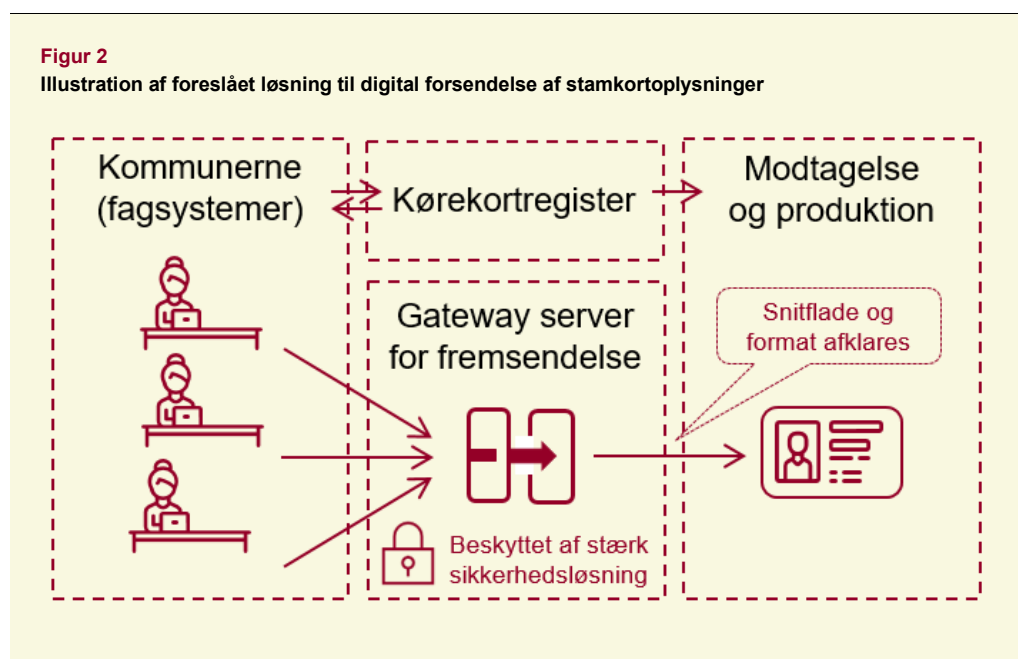 Figur 2
Illustration af foreslået løsning til digital forsendelse af stamkortoplysninger
Kommunerne
(fagsystemer)
Kørekortregister
Modtagelse
og produktion
Gateway server
for fremsendelse
Snitflade og
format afklares
Beskyttet af stærk
sikkerhedsløsning